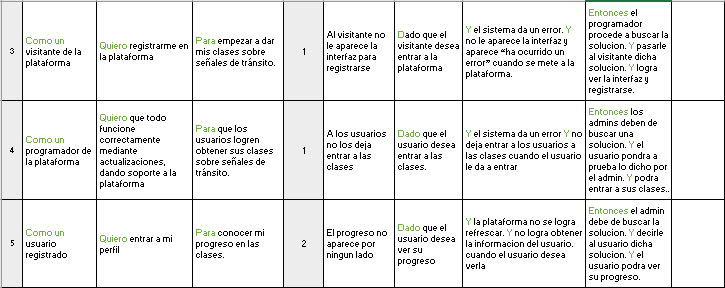 3
Como un
visitante de la
plataforma
Quiero registrarme en
la plataforma
Para empezar a dar
mis clases sobre
señales de tránsito.
1
Al visitante no
le aparece la
interfaz para
registrarse
Dado que el
visitante desea
entrar a la
plataforma
Y el sistema da un error. Y
no le aparece la interfaz y
aparece "ha ocurrido un
error" cuando se mete a la
plataforma.
Entonces el
programador
procede a buscar la
solucion. Y pasarle
al visitante dicha
solucion. Y logra
ver la interfaz y
registrarse.
4
Como un
programador de
la plataforma
Quiero que todo
funcione
correctamente
mediante
actualizaciones,
dando soporte a la
plataforma
Para que los
usuarios logren
obtener sus clases
sobre señales de
tránsito.
1
A los usuarios
no los deja
entrar a las
clases
Dado que el
usuario desea
entrar a las
clases.
Y el sistema da un error Y no
deja entrar a los usuarios a
las clases cuando el usuario
le da a entrar
Entonces los
admins deben de
buscar una
solucion. Y el
usuario pondra a
prueba lo dicho por
el admin. Y podra
entrar a sus clases..
5
Como un
usuario
registrado
Quiero entrar a mi
perfil
Para conocer mi
progreso en las
clases.
2
El progreso no
aparece por
ningun lado
Dado que el
usuario desea
ver su
progreso
Y la plataforma no se logra
refrescar. Y no logra obtener
la informacion del usuario.
cuando el usuario desea
verla
Entonces el admin
debe de buscar la
solucion. Y decirle
al usuario dicha
solucion. Y el
usuario podra ver
su progreso.